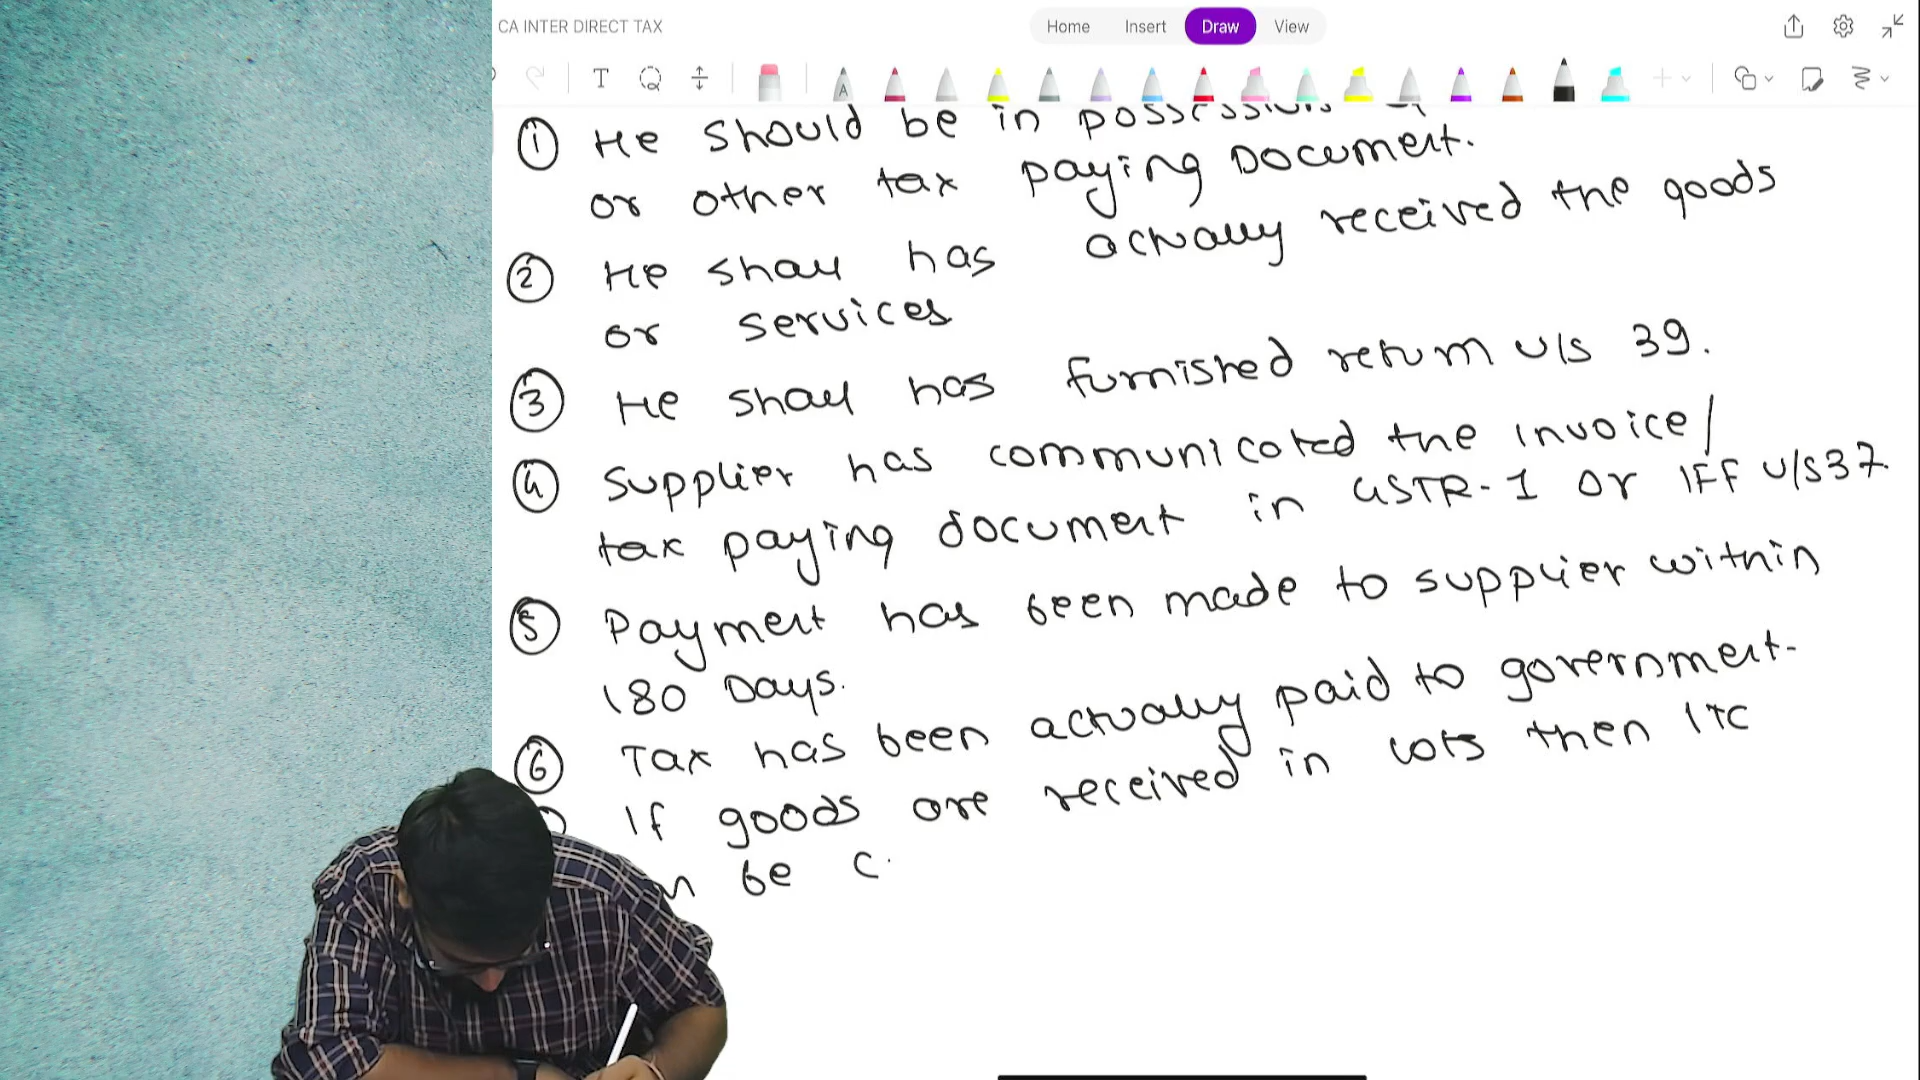 CA INTER DIRECT TAX
Home Insert Draw View
① He should be in possession of
or other tax paying Document.
② He shall has actually received the goods
or services
③ He shall has furnished return u/s 39.
④ Supplier has communicated the invoice/
tax paying document in GSTR-1 or IFF u/s 37.
⑤ Payment has been made to supplier within
180 Days.
⑥ Tax has been actually paid to government.
If goods are received in lots then ITC
be c